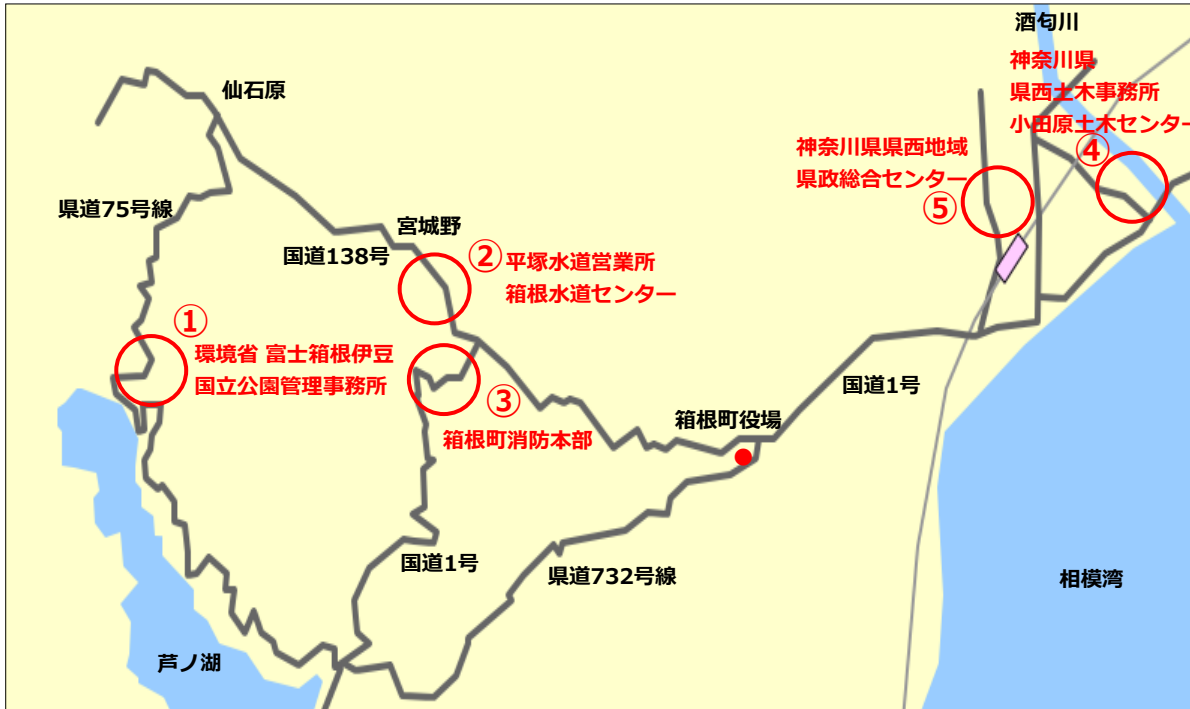 酒匂川
神奈川県
県西土木事務所
小田原土木センター
④
仙石原
神奈川県県西地域
県政総合センター
⑤
県道75号線
宮城野
国道138号
②
平塚水道営業所
箱根水道センター
①
環境省 富士箱根伊豆
国立公園管理事務所
③
箱根町消防本部
国道1号
箱根町役場
国道1号
県道732号線
相模湾
芦ノ湖